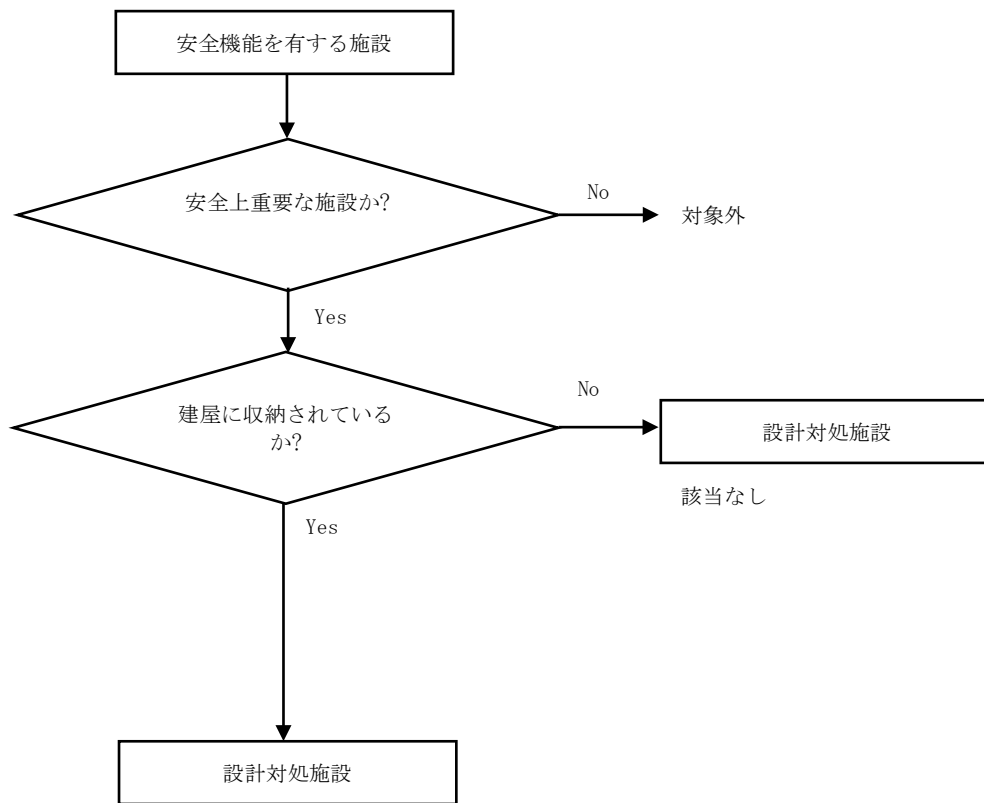 安全機能を有する施設
安全上重要な施設か?
No
対象外
Yes
建屋に収納されている
か?
No
設計対処施設
該当なし
Yes
設計対処施設